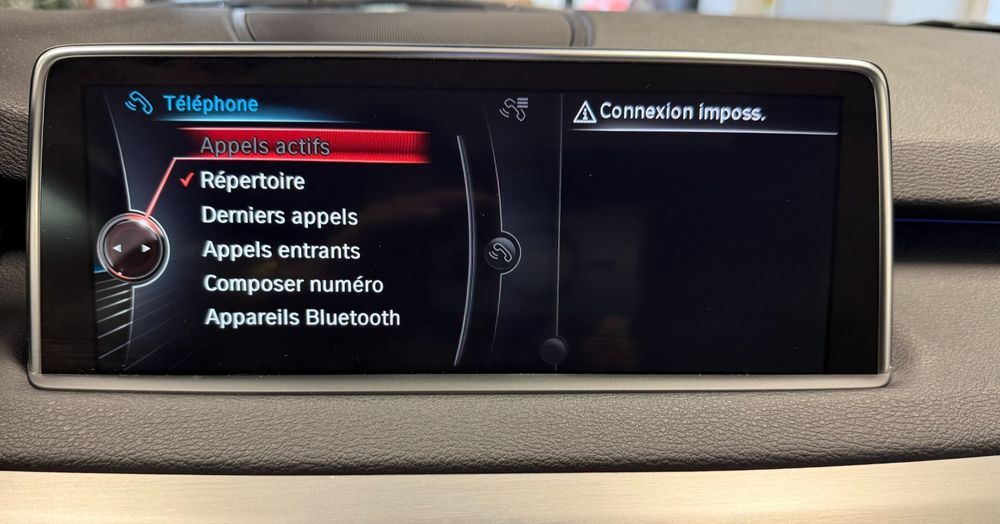 Téléphone
Appels actifs
Répertoire
Derniers appels
Appels entrants
Composer numéro
Appareils Bluetooth
Connexion imposs.